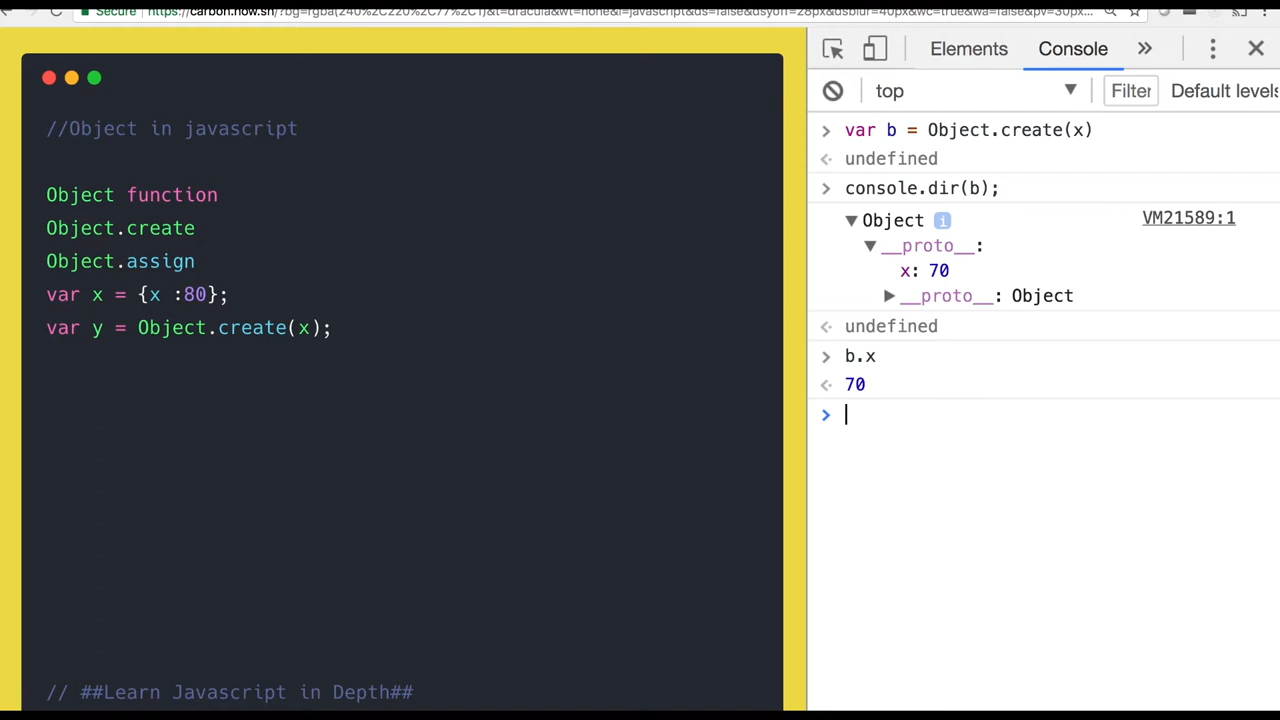 Secure https://carbon.now.sh/?bg=rgba(240%2C220%2C77%2C1)&t=dracula&wt=none&l=javascript&ds=false&dsyoff=28px&dsblur=40px&wc=true&wa=false&pv=30px...
Elements Console »
top Filter Default levels
//Object in javascript
Object function
Object.create
Object.assign
var x = {x :80};
var y = Object.create(x);
// ##Learn Javascript in Depth##
> var b = Object.create(x)
undefined
> console.dir(b);
VM21589:1
▼Object i
▼__proto__:
x: 70
▶__proto__: Object
undefined
> b.x
70
>